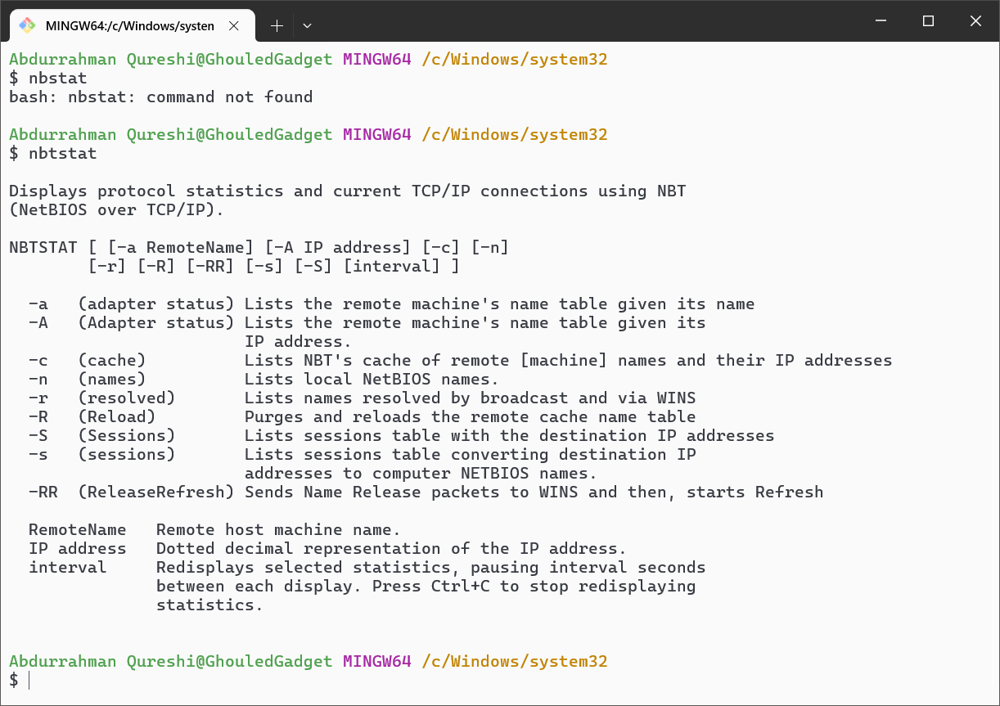 MINGW64:/c/Windows/systen
Abdurrahman Qureshi@GhouledGadget MINGW64 /c/Windows/system32
$ nbstat
bash: nbstat: command not found
Abdurrahman Qureshi@GhouledGadget MINGW64 /c/Windows/system32
$ nbtstat
Displays protocol statistics and current TCP/IP connections using NBT
(NetBIOS over TCP/IP).
NBTSTAT [ [-a RemoteName] [-A IP address] [-c] [-n]
        [-r] [-R] [-RR] [-s] [-S] [interval] ]
  -a   (adapter status) Lists the remote machine's name table given its name
  -A   (Adapter status) Lists the remote machine's name table given its
                        IP address.
  -c   (cache)          Lists NBT's cache of remote [machine] names and their IP addresses
  -n   (names)          Lists local NetBIOS names.
  -r   (resolved)       Lists names resolved by broadcast and via WINS
  -R   (Reload)         Purges and reloads the remote cache name table
  -S   (Sessions)       Lists sessions table with the destination IP addresses
  -s   (sessions)       Lists sessions table converting destination IP
                        addresses to computer NETBIOS names.
  -RR  (ReleaseRefresh) Sends Name Release packets to WINS and then, starts Refresh
  RemoteName   Remote host machine name.
  IP address   Dotted decimal representation of the IP address.
  interval     Redisplays selected statistics, pausing interval seconds
               between each display. Press Ctrl+C to stop redisplaying
               statistics.
Abdurrahman Qureshi@GhouledGadget MINGW64 /c/Windows/system32
$